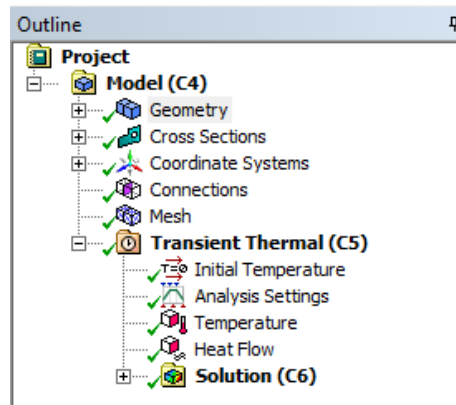 Outline
Project
Model (C4)
Geometry
Cross Sections
Coordinate Systems
Connections
Mesh
Transient Thermal (C5)
Initial Temperature
Analysis Settings
Temperature
Heat Flow
Solution (C6)